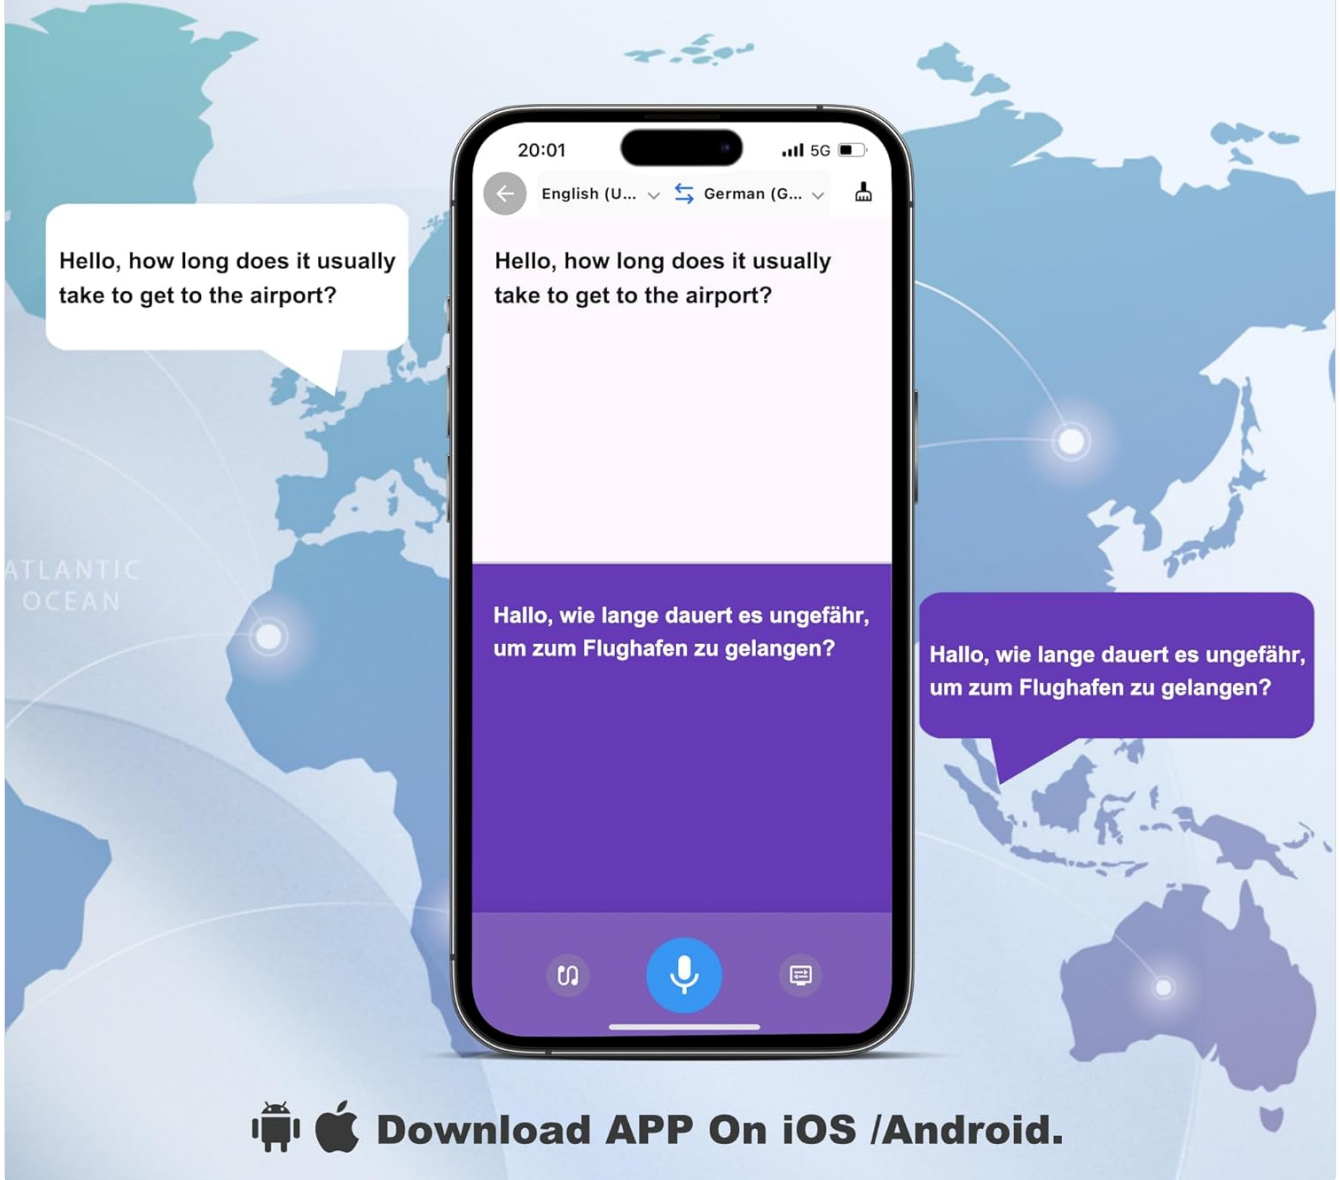 20:01
5G
English (U...
German (G...
Hello, how long does it usually
take to get to the airport?
Hello, how long does it usually
take to get to the airport?
ATLANTIC
OCEAN
Hallo, wie lange dauert es ungefähr,
um zum Flughafen zu gelangen?
Hallo, wie lange dauert es ungefähr,
um zum Flughafen zu gelangen?
Download APP On iOS /Android.